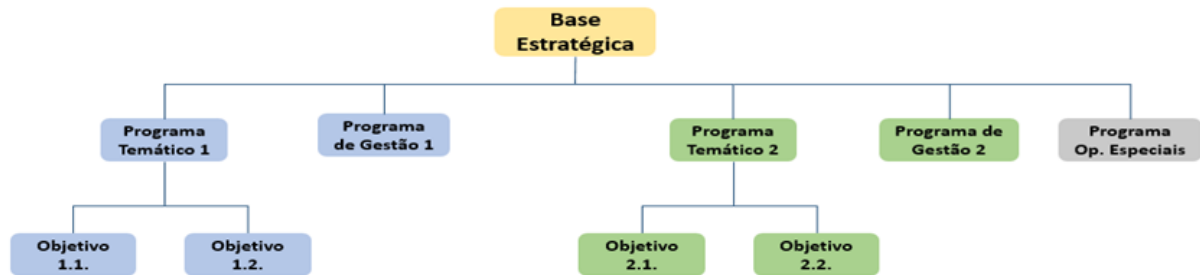 Base
Estratégica
Programa
Temático 1
Programa
de Gestão 1
Programa
Temático 2
Programa de
Gestão 2
Programa
Op. Especiais
Objetivo
1.1.
Objetivo
1.2.
Objetivo
2.1.
Objetivo
2.2.